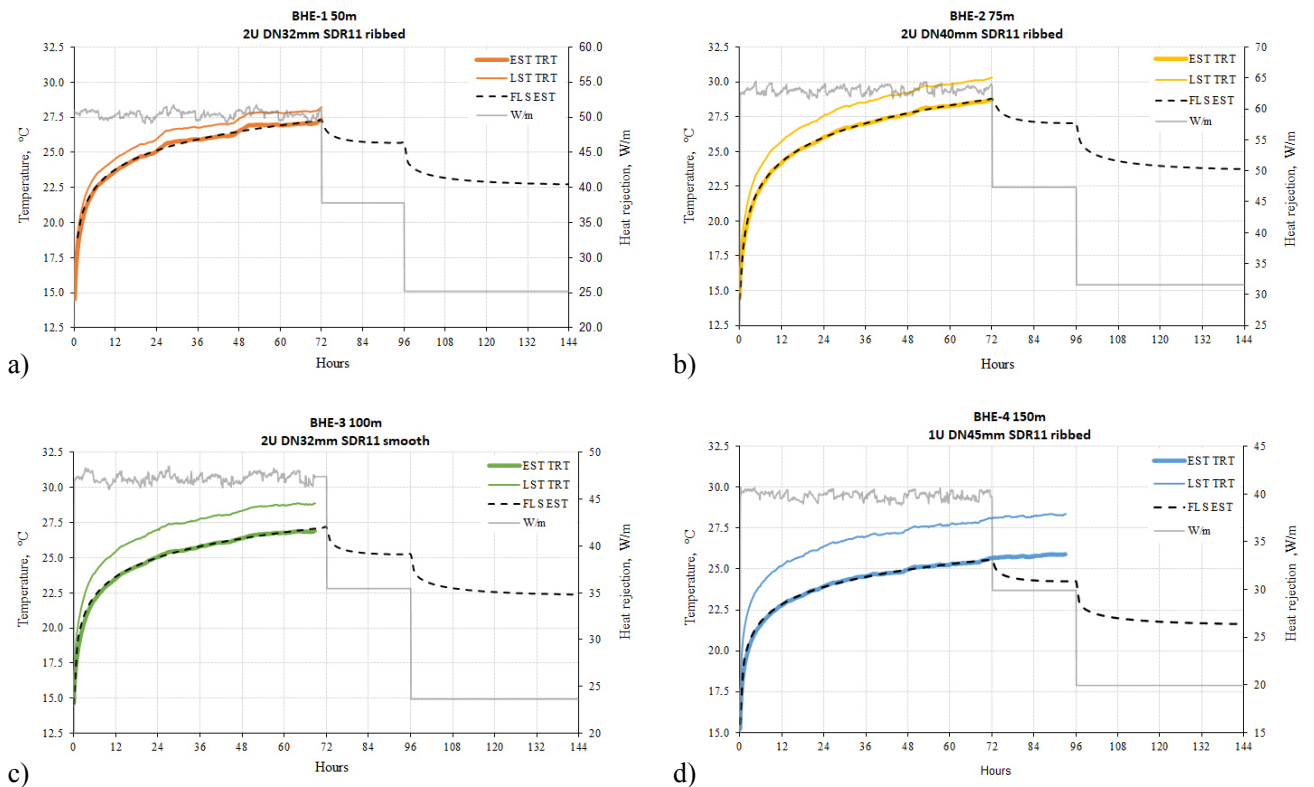 BHE-1 50m
2U DN32mm SDR11 ribbed
32.5
30.0
27.5
25.0
22.5
20.0
17.5
15.0
12.5
Temperature, °C
60.0
55.0
50.0
45.0
40.0
35.0
30.0
25.0
20.0
Heat rejection, W/m
EST TRT
LST TRT
FLS EST
W/m
0 12 24 36 48 60 72 84 96 108 120 132 144
Hours
a)
BHE-2 75m
2U DN40mm SDR11 ribbed
32.5
30.0
27.5
25.0
22.5
20.0
17.5
15.0
12.5
Temperature, °C
70
65
60
55
50
45
40
35
30
25
Heat rejection, W/m
EST TRT
LST TRT
FLS EST
W/m
0 12 24 36 48 60 72 84 96 108 120 132 144
Hours
b)
BHE-3 100m
2U DN32mm SDR11 smooth
32.5
30.0
27.5
25.0
22.5
20.0
17.5
15.0
12.5
Temperature, °C
50
45
40
35
30
25
20
Heat rejection, W/m
EST TRT
LST TRT
FLS EST
W/m
0 12 24 36 48 60 72 84 96 108 120 132 144
Hours
c)
BHE-4 150m
1U DN45mm SDR11 ribbed
32.5
30.0
27.5
25.0
22.5
20.0
17.5
15.0
Temperature, °C
45
40
35
30
25
20
15
Heat rejection, W/m
EST TRT
LST TRT
FLS EST
W/m
0 12 24 36 48 60 72 84 96 108 120 132 144
Hours
d)